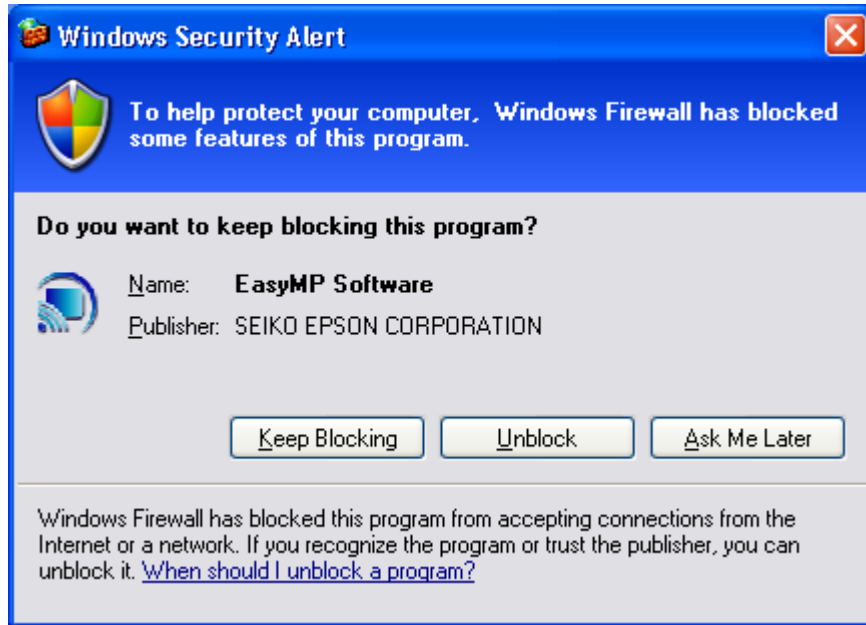 Windows Security Alert
To help protect your computer, Windows Firewall has blocked
some features of this program.
Do you want to keep blocking this program?
Name: EasyMP Software
Publisher: SEIKO EPSON CORPORATION
Keep Blocking Unblock Ask Me Later
Windows Firewall has blocked this program from accepting connections from the
Internet or a network. If you recognize the program or trust the publisher, you can
unblock it. When should I unblock a program?